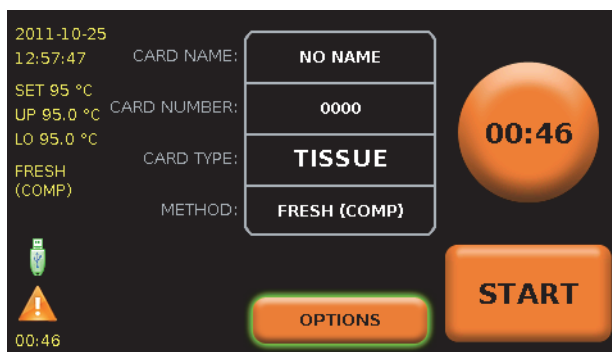 2011-10-25
12:57:47
SET 95 °C
UP 95.0 °C
LO 95.0 °C
FRESH
(COMP)
00:46
CARD NAME: NO NAME
CARD NUMBER: 0000
CARD TYPE: TISSUE
METHOD: FRESH (COMP)
OPTIONS
00:46
START